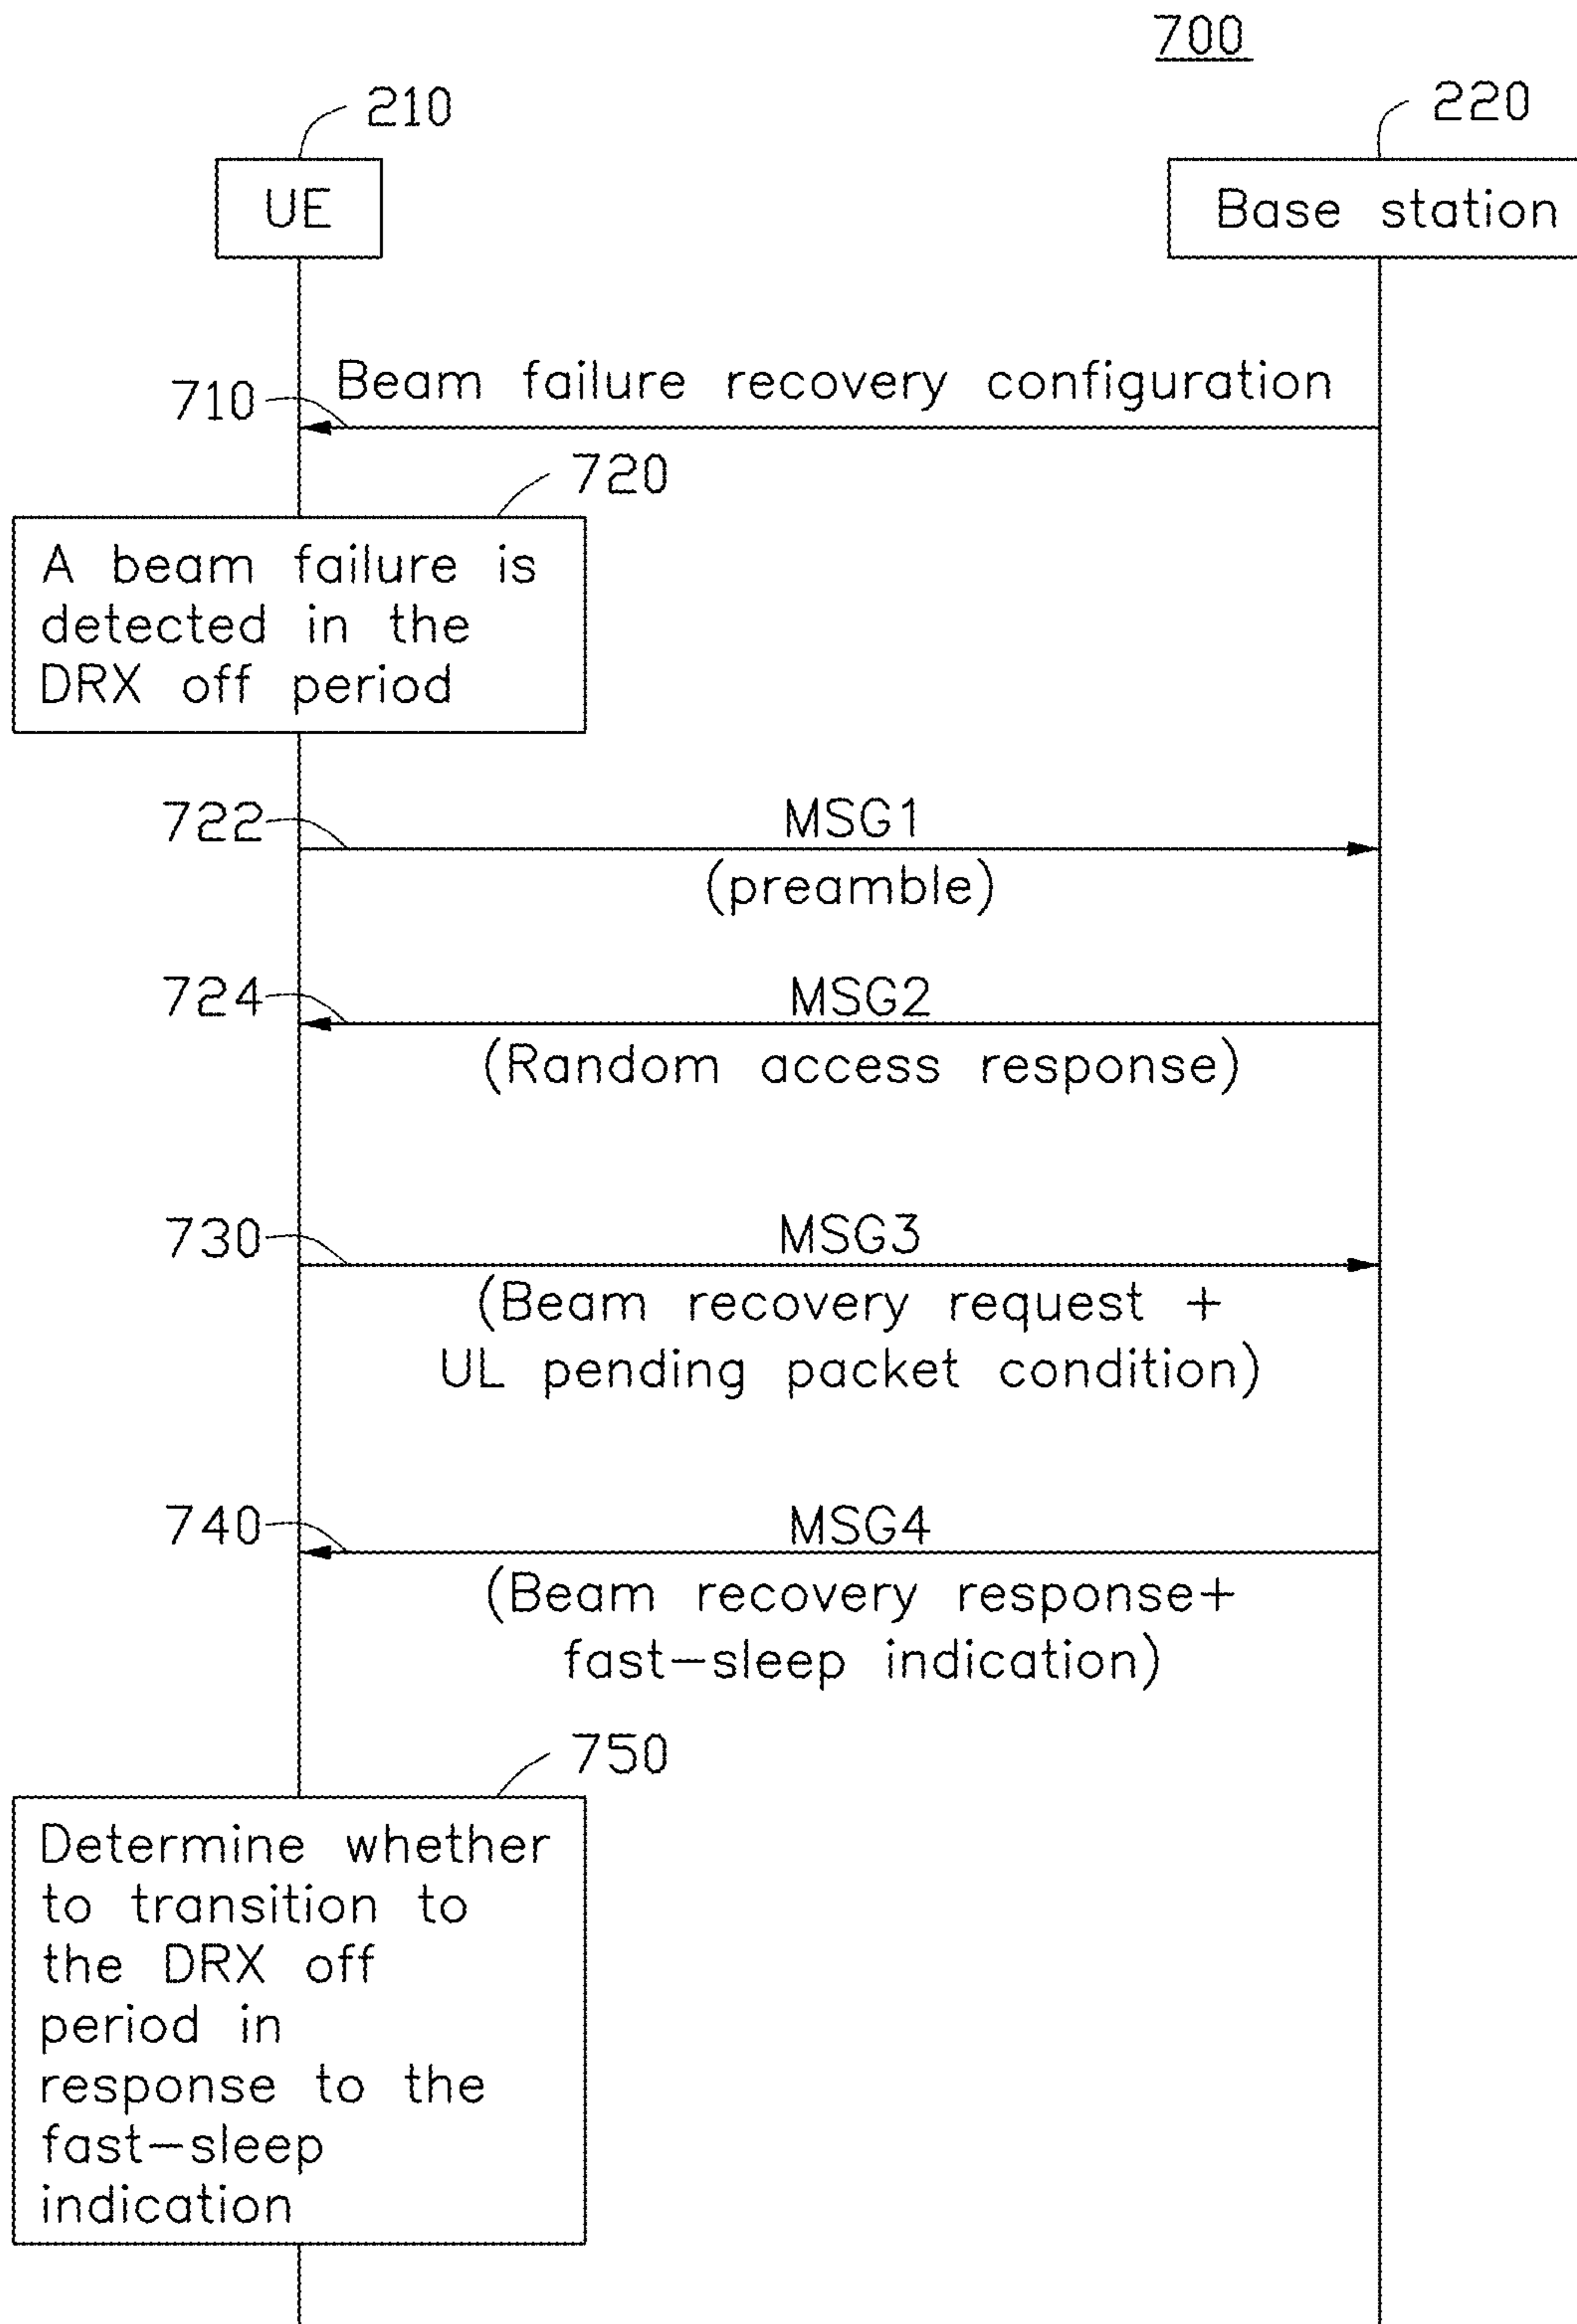 700
210
220
UE
Base station
Beam failure recovery configuration
710
720
A beam failure is
detected in the
DRX off period
722
MSG1
(preamble)
724
MSG2
(Random access response)
730
MSG3
(Beam recovery request +
UL pending packet condition)
740
MSG4
(Beam recovery response+
fast-sleep indication)
750
Determine whether
to transition to
the DRX off
period in
response to the
fast-sleep
indication